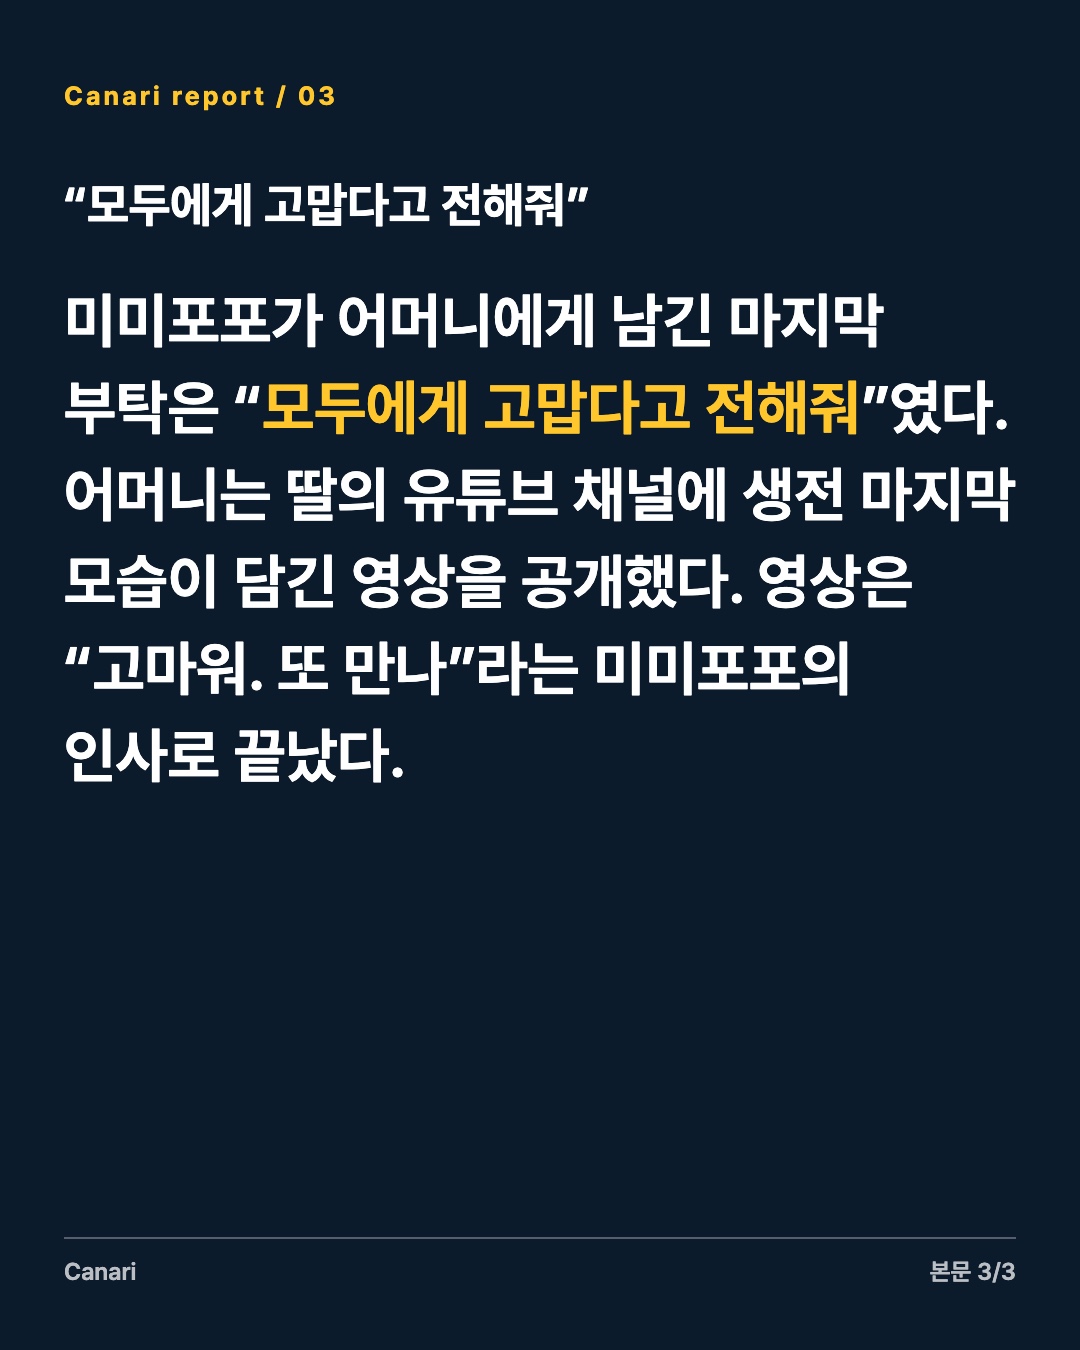 Canari report / 03
“모두에게 고맙다고 전해줘”
미미포포가 어머니에게 남긴 마지막
부탁은 “모두에게 고맙다고 전해줘”였다.
어머니는 딸의 유튜브 채널에 생전 마지막
모습이 담긴 영상을 공개했다. 영상은
“고마워. 또 만나”라는 미미포포의
인사로 끝났다.
Canari
본문 3/3